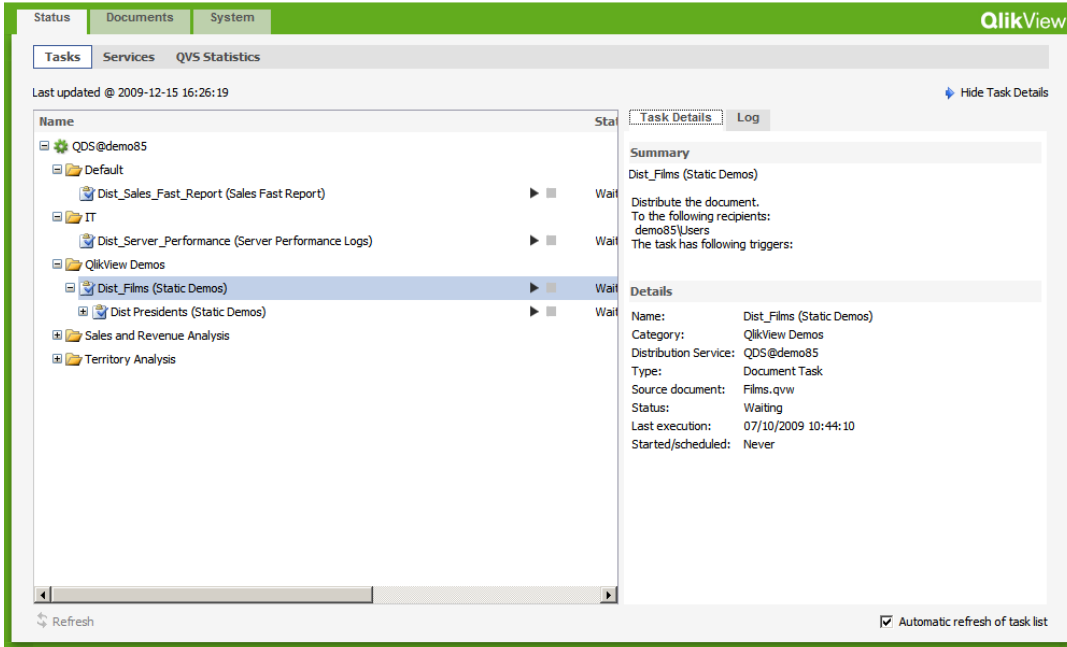 Status Documents System QlikView
Tasks Services QVS Statistics
Last updated @ 2009-12-15 16:26:19
Hide Task Details
Name Stat
QDS@demo85
Default
Dist_Sales_Fast_Report (Sales Fast Report) Wait
IT
Dist_Server_Performance (Server Performance Logs) Wait
QlikView Demos
Dist_Films (Static Demos) Wait
Dist Presidents (Static Demos) Wait
Sales and Revenue Analysis
Territory Analysis
Task Details Log
Summary
Dist_Films (Static Demos)
Distribute the document.
To the following recipients:
demo85\Users
The task has following triggers:
Details
Name: Dist_Films (Static Demos)
Category: QlikView Demos
Distribution Service: QDS@demo85
Type: Document Task
Source document: Films.qvw
Status: Waiting
Last execution: 07/10/2009 10:44:10
Started/scheduled: Never
Refresh
Automatic refresh of task list